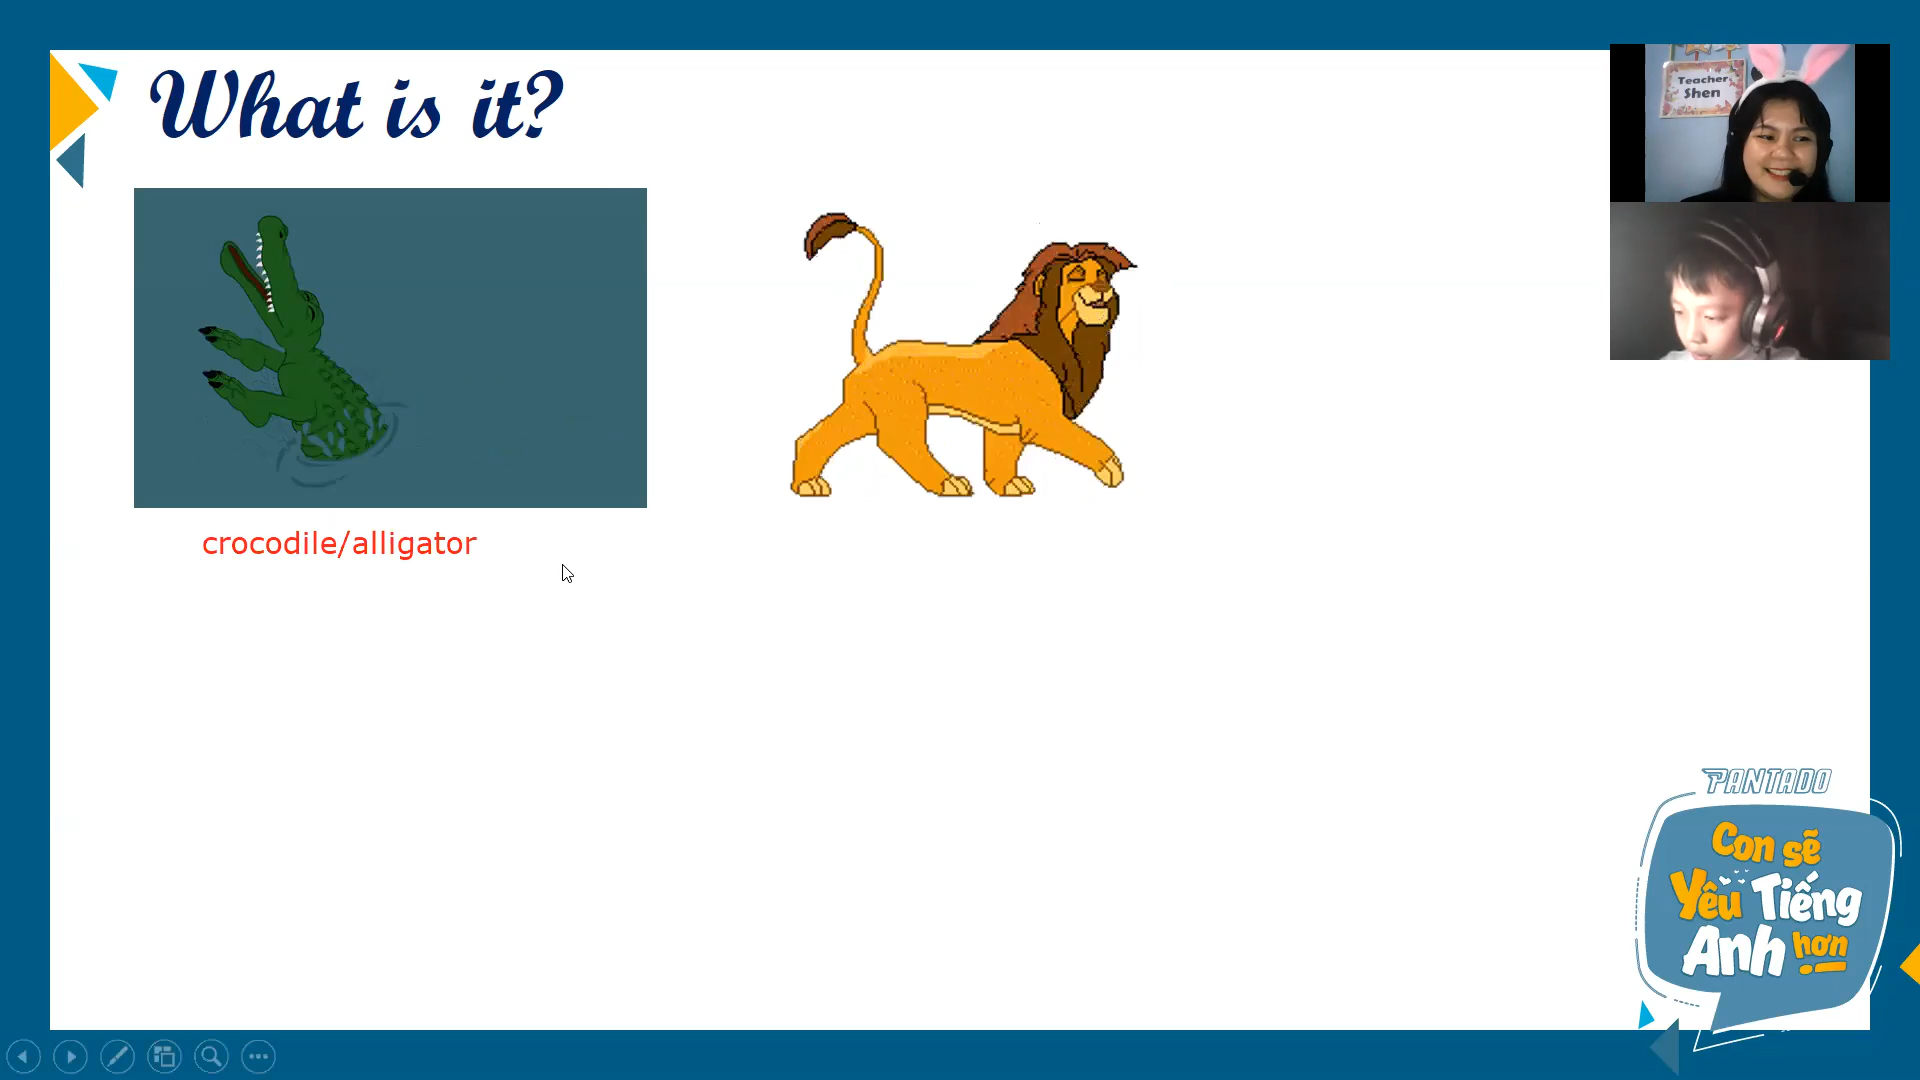 What is it?
Teacher
Shen
crocodile/alligator
PANTADO
Con sẽ
Yêu Tiếng
Anh hơn